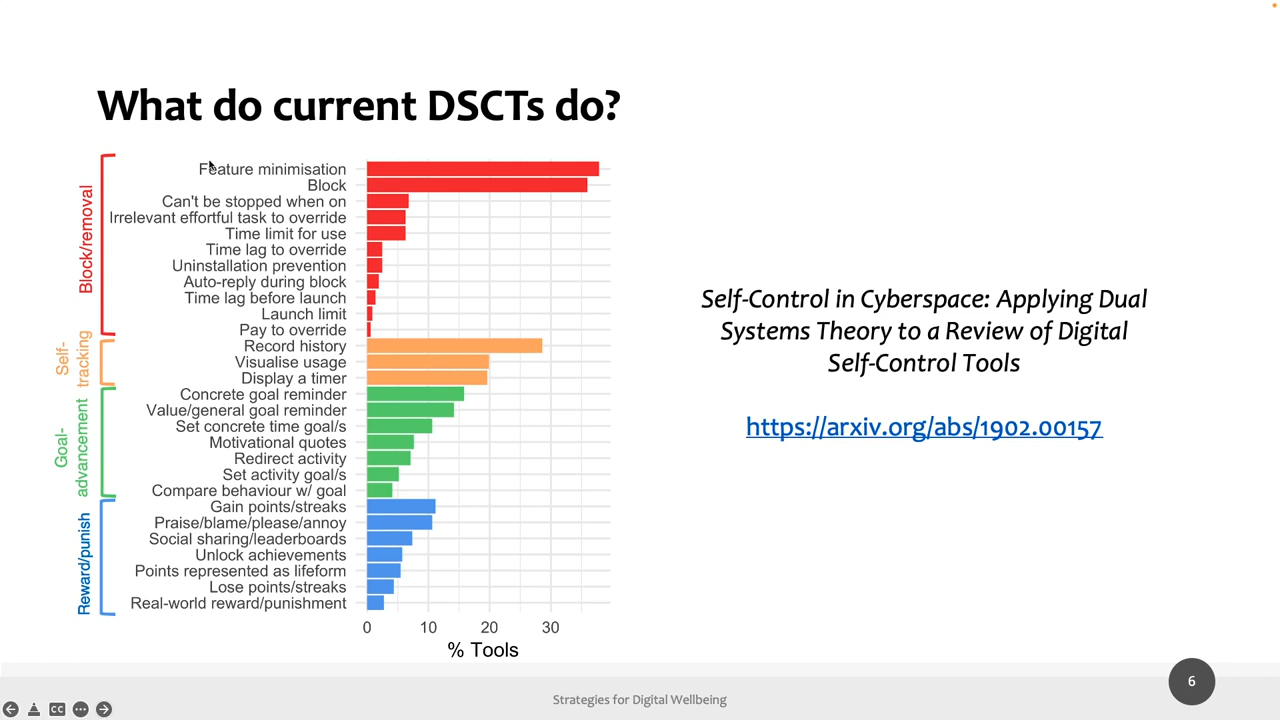 What do current DSCTs do?
Block/removal
Feature minimisation
Block
Can't be stopped when on
Irrelevant effortful task to override
Time limit for use
Time lag to override
Uninstallation prevention
Auto-reply during block
Time lag before launch
Launch limit
Pay to override
Self-
tracking
Record history
Visualise usage
Display a timer
Goal-
advancement
Concrete goal reminder
Value/general goal reminder
Set concrete time goal/s
Motivational quotes
Redirect activity
Set activity goal/s
Compare behaviour w/ goal
Reward/punish
Gain points/streaks
Praise/blame/please/annoy
Social sharing/leaderboards
Unlock achievements
Points represented as lifeform
Lose points/streaks
Real-world reward/punishment
0 10 20 30
% Tools
Self-Control in Cyberspace: Applying Dual
Systems Theory to a Review of Digital
Self-Control Tools
https://arxiv.org/abs/1902.00157
Strategies for Digital Wellbeing
6
CC